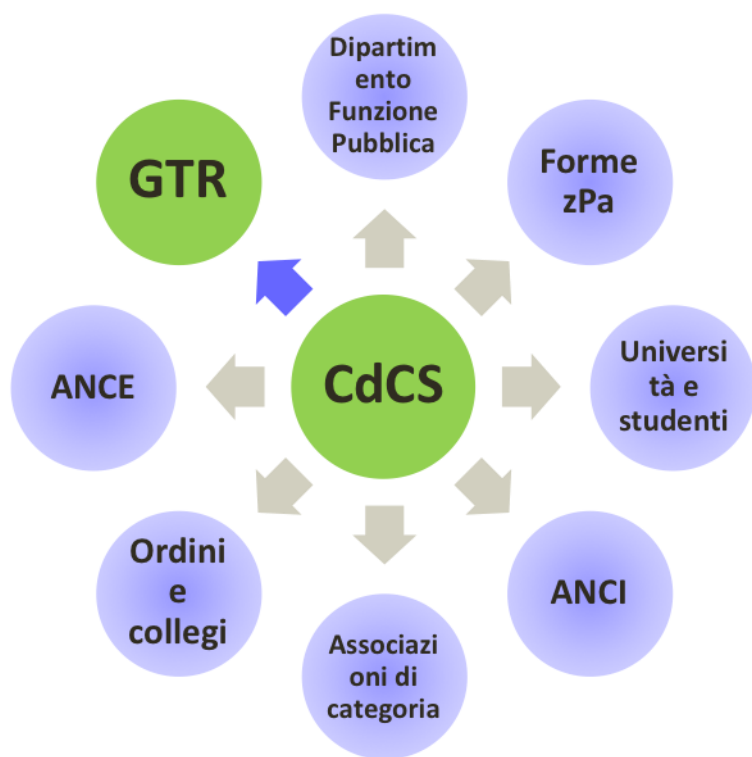 Dipartim
ento
Funzione
Pubblica
GTR
Forme
zPa
ANCE
CdCS
Universi
tà e
studenti
Ordini
e
collegi
ANCI
Associazi
oni di
categoria